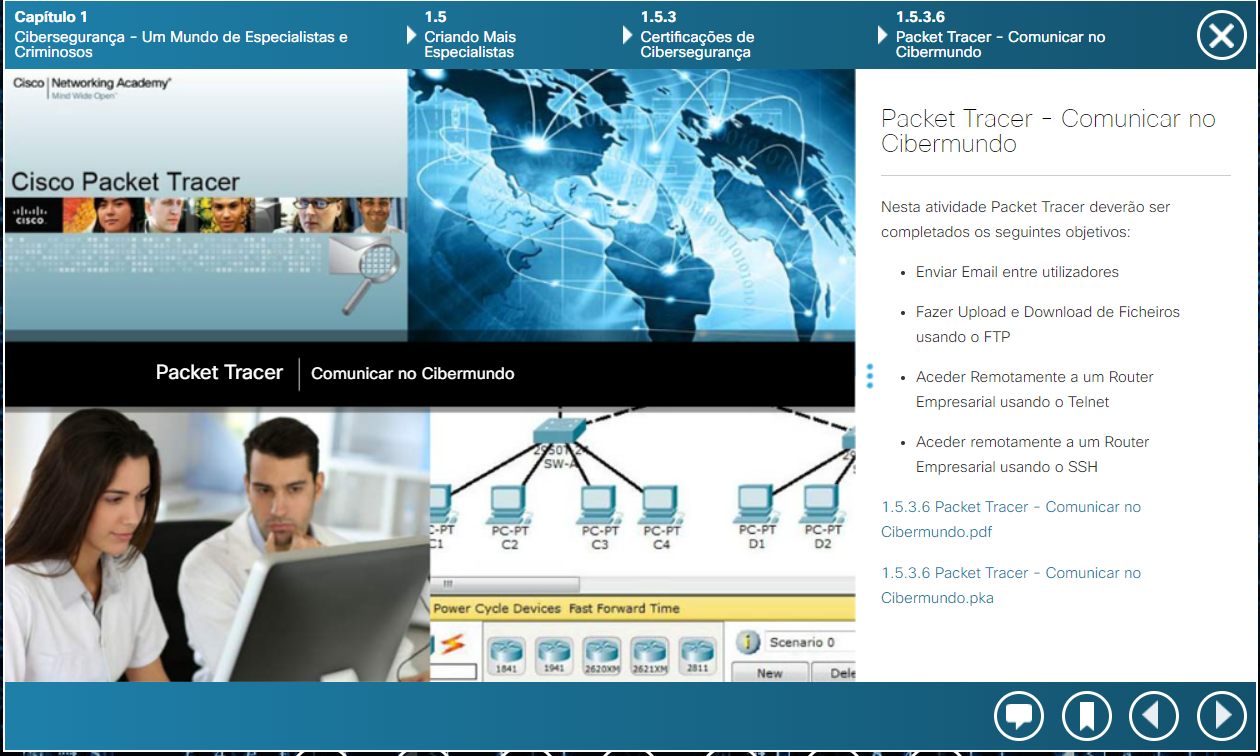 Capítulo 1
Cibersegurança - Um Mundo de Especialistas e
Criminosos
1.5
Criando Mais
Especialistas
1.5.3
Certificações de
Cibersegurança
1.5.3.6
Packet Tracer - Comunicar no
Cibermundo
Cisco | Networking Academy®
Mind Wide Open™
Cisco Packet Tracer
CISCO
Packet Tracer | Comunicar no Cibermundo
SW-A
PC-PT
C1
PC-PT
C2
PC-PT
C3
PC-PT
C4
PC-PT
D1
PC-PT
D2
Power Cycle Devices Fast Forward Time
1841
1941
2620XM
2621XM
2811
Scenario 0
New
Dele
Packet Tracer - Comunicar no
Cibermundo
Nesta atividade Packet Tracer deverão ser
completados os seguintes objetivos:
• Enviar Email entre utilizadores
• Fazer Upload e Download de Ficheiros
usando o FTP
• Aceder Remotamente a um Router
Empresarial usando o Telnet
• Aceder remotamente a um Router
Empresarial usando o SSH
1.5.3.6 Packet Tracer - Comunicar no
Cibermundo.pdf
1.5.3.6 Packet Tracer - Comunicar no
Cibermundo.pka